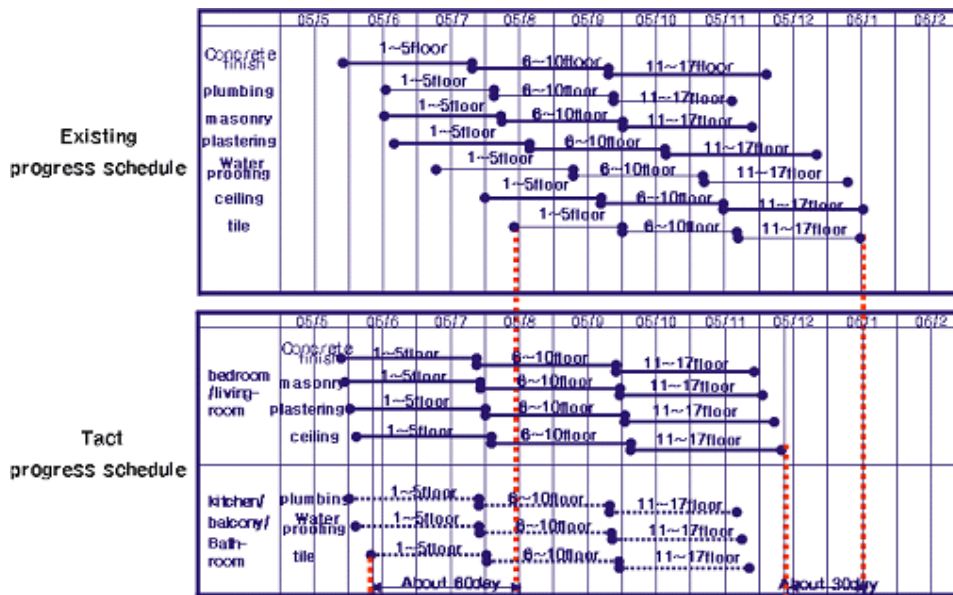 05/5 05/6 05/7 05/8 05/9 05/10 05/11 05/12 06/1 06/2
Existing
progress schedule
Concrete
finish
1~5floor 6~10floor 11~17floor
plumbing 1~5floor 6~10floor 11~17floor
masonry 1~5floor 6~10floor 11~17floor
plastering 1~5floor 6~10floor 11~17floor
Water
proofing
1~5floor 6~10floor 11~17floor
ceiling 1~5floor 6~10floor 11~17floor
tile 1~5floor 6~10floor 11~17floor
05/5 05/6 05/7 05/8 05/9 05/10 05/11 05/12 06/1 06/2
Tact
progress schedule
bedroom
/living-
room
Concrete
finish
1~5floor 6~10floor 11~17floor
masonry 1~5floor 6~10floor 11~17floor
plastering 1~5floor 6~10floor 11~17floor
ceiling 1~5floor 6~10floor 11~17floor
kitchen/
balcony/
Bath-
room
plumbing 1~5floor 6~10floor 11~17floor
Water
proofing
1~5floor 6~10floor 11~17floor
tile 1~5floor 6~10floor 11~17floor
About 60day About 30day